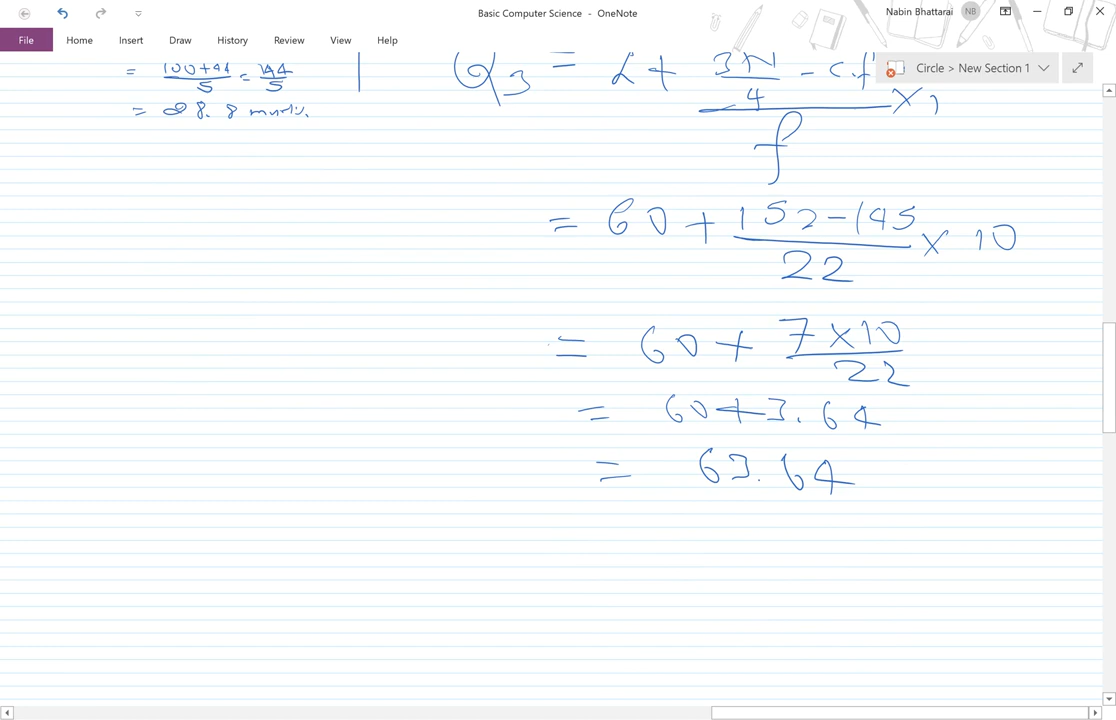 Basic Computer Science - OneNote
Nabin Bhattarai NB
File Home Insert Draw History Review View Help
Circle > New Section 1
= 100+44/5 = 144/5
= 28.8
Q3 = L + (3N/4 - c.f)/f ×
= 60 + (152-145)/22 × 10
= 60 + (7×10)/22
= 60+3.64
= 63.64